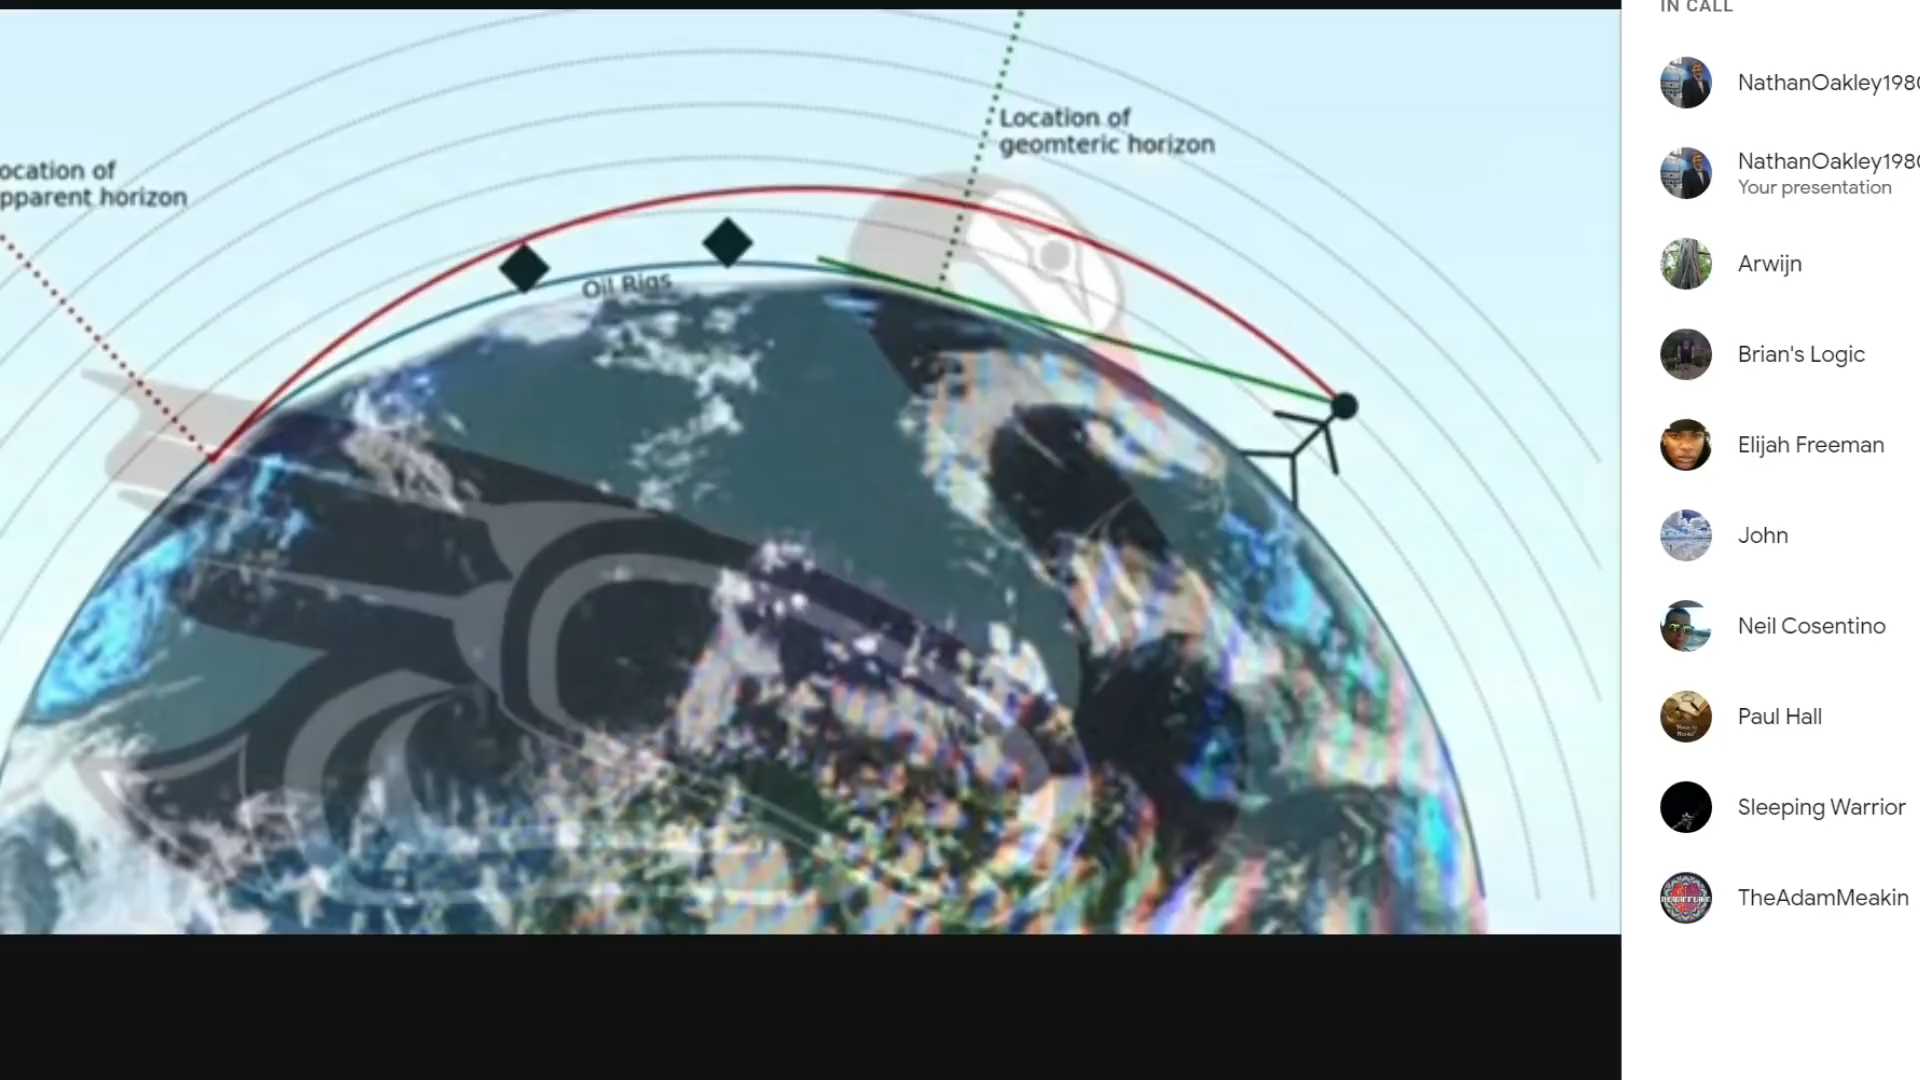 Location of
geomteric horizon
ocation of
pparent horizon
Oil Rigs
IN CALL
NathanOakley198
NathanOakley198
Your presentation
Arwijn
Brian's Logic
Elijah Freeman
John
Neil Cosentino
Paul Hall
Sleeping Warrior
TheAdamMeakin